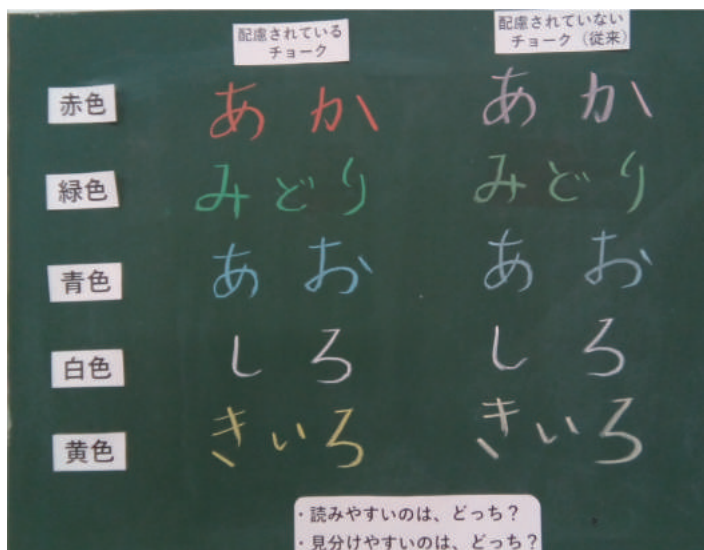 配慮されている
チョーク
配慮されていない
チョーク（従来）
赤色 あか あか
緑色 みどり みどり
青色 あお あお
白色 しろ しろ
黄色 きいろ きいろ
・読みやすいのは、どっち？
・見分けやすいのは、どっち？